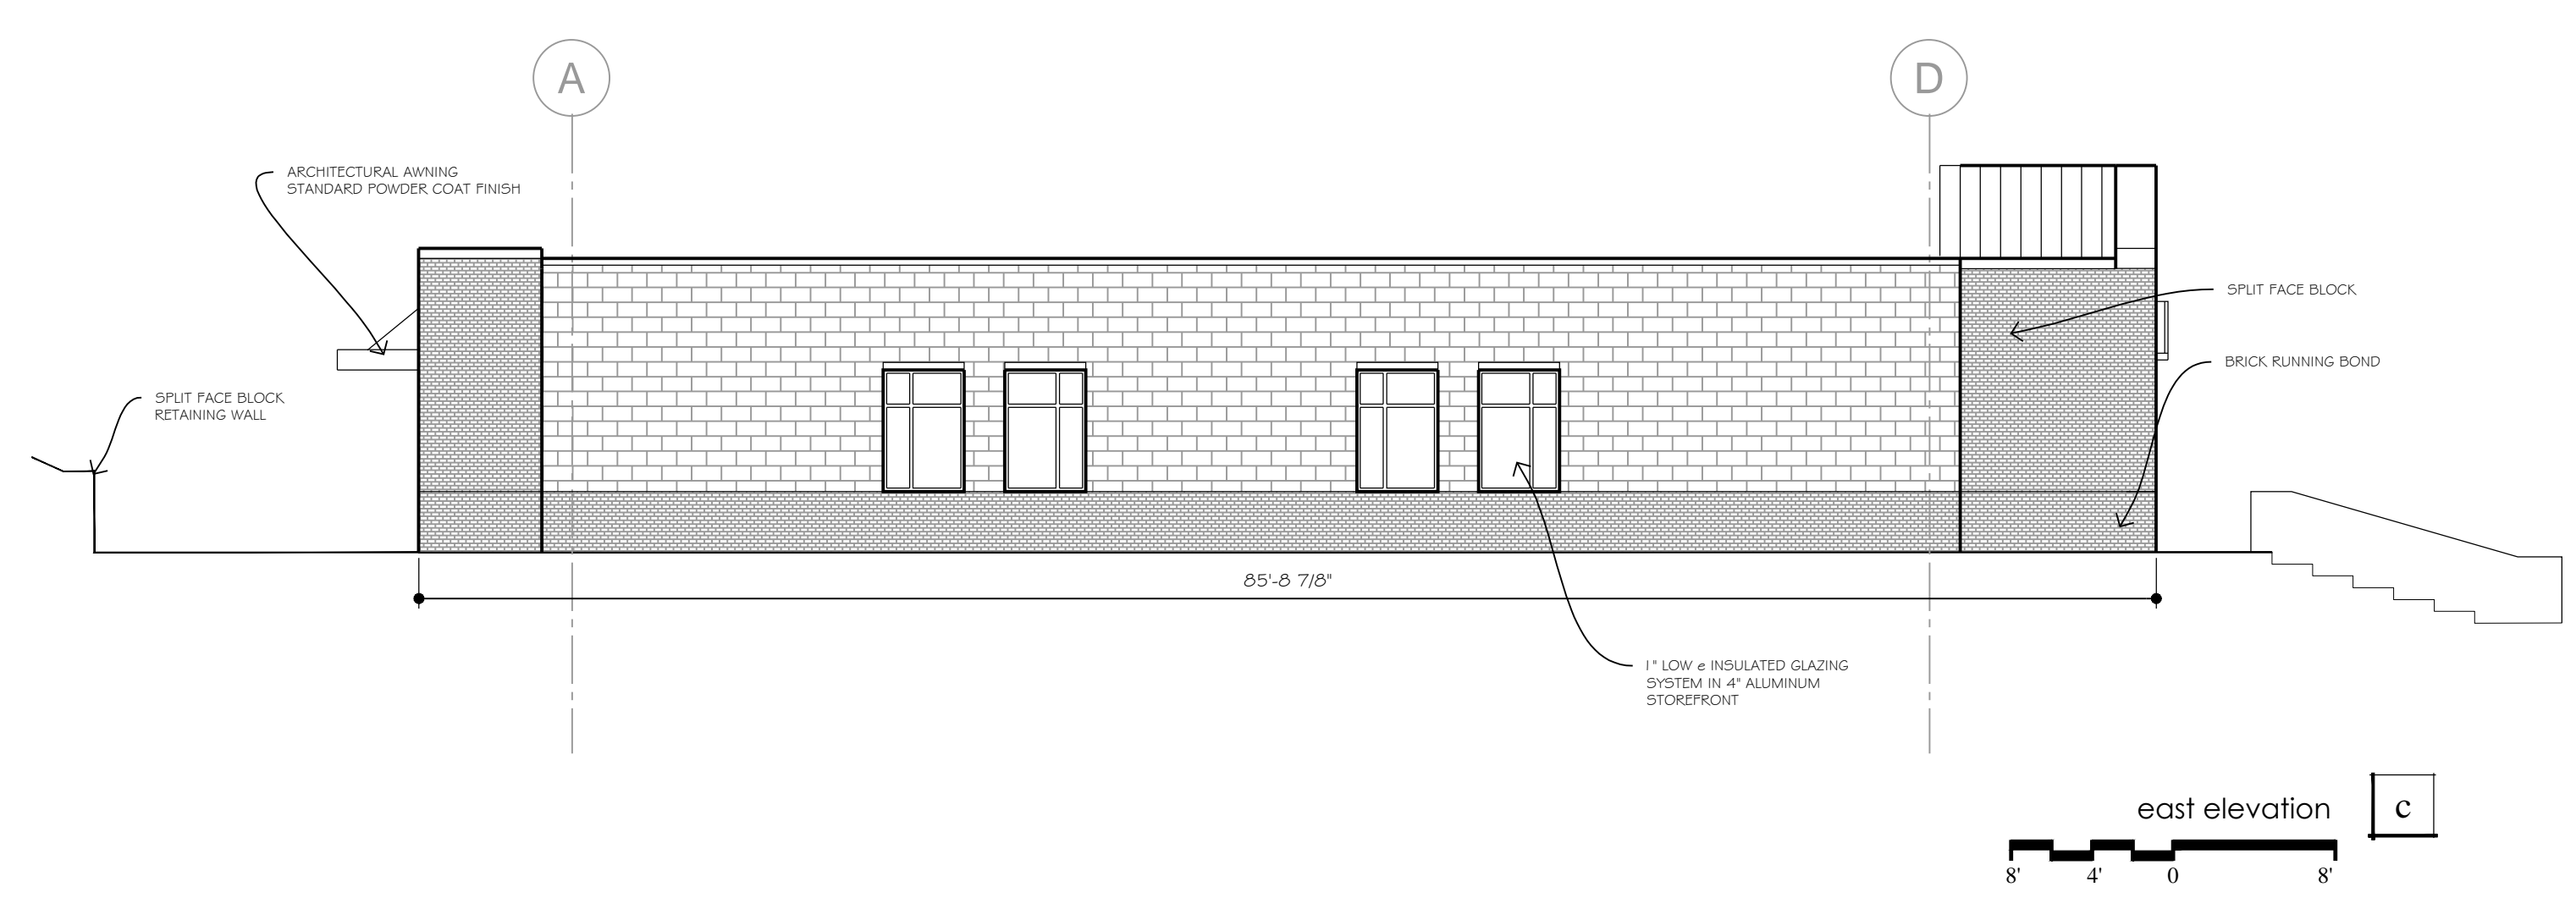 A
D
ARCHITECTURAL AWNING
STANDARD POWDER COAT FINISH
SPLIT FACE BLOCK
BRICK RUNNING BOND
SPLIT FACE BLOCK
RETAINING WALL
85'-8 7/8"
1" LOW e INSULATED GLAZING
SYSTEM IN 4" ALUMINUM
STOREFRONT
east elevation
c
8' 4' 0 8'